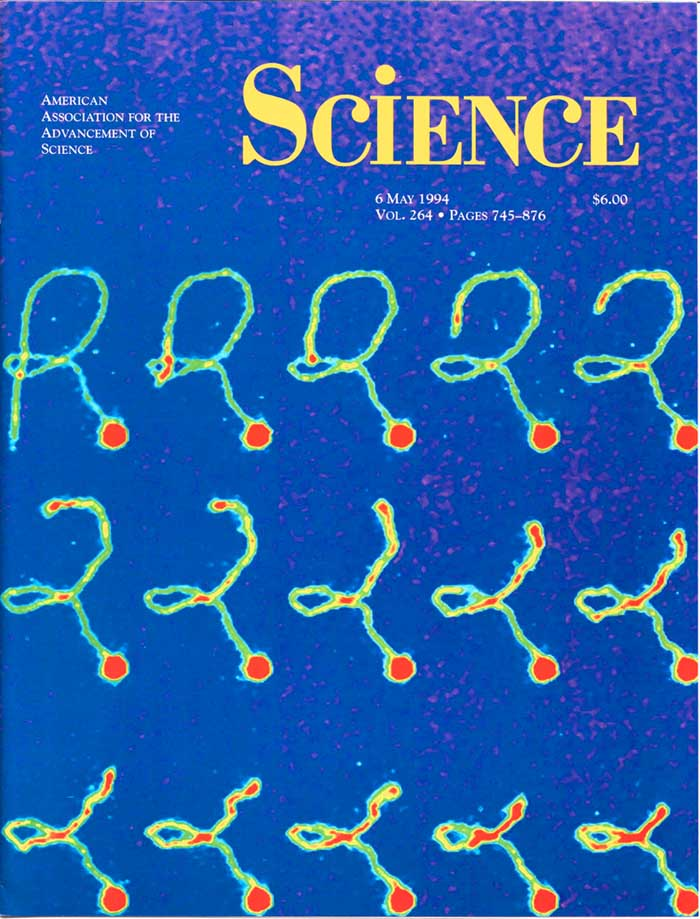 AMERICAN
ASSOCIATION FOR THE
ADVANCEMENT OF
SCIENCE
SCiENCE
6 MAY 1994
$6.00
VOL. 264 • PAGES 745–876